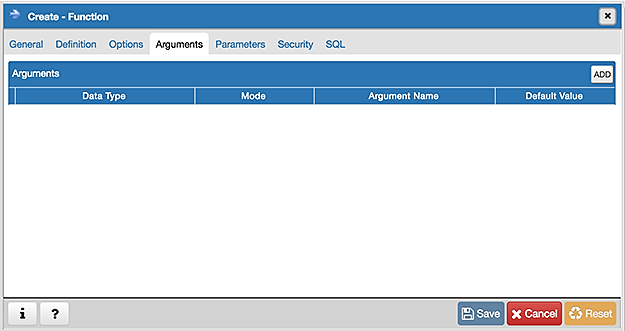 Create - Function
General Definition Options Arguments Parameters Security SQL
Arguments ADD
Data Type Mode Argument Name Default Value
i ? Save Cancel Reset